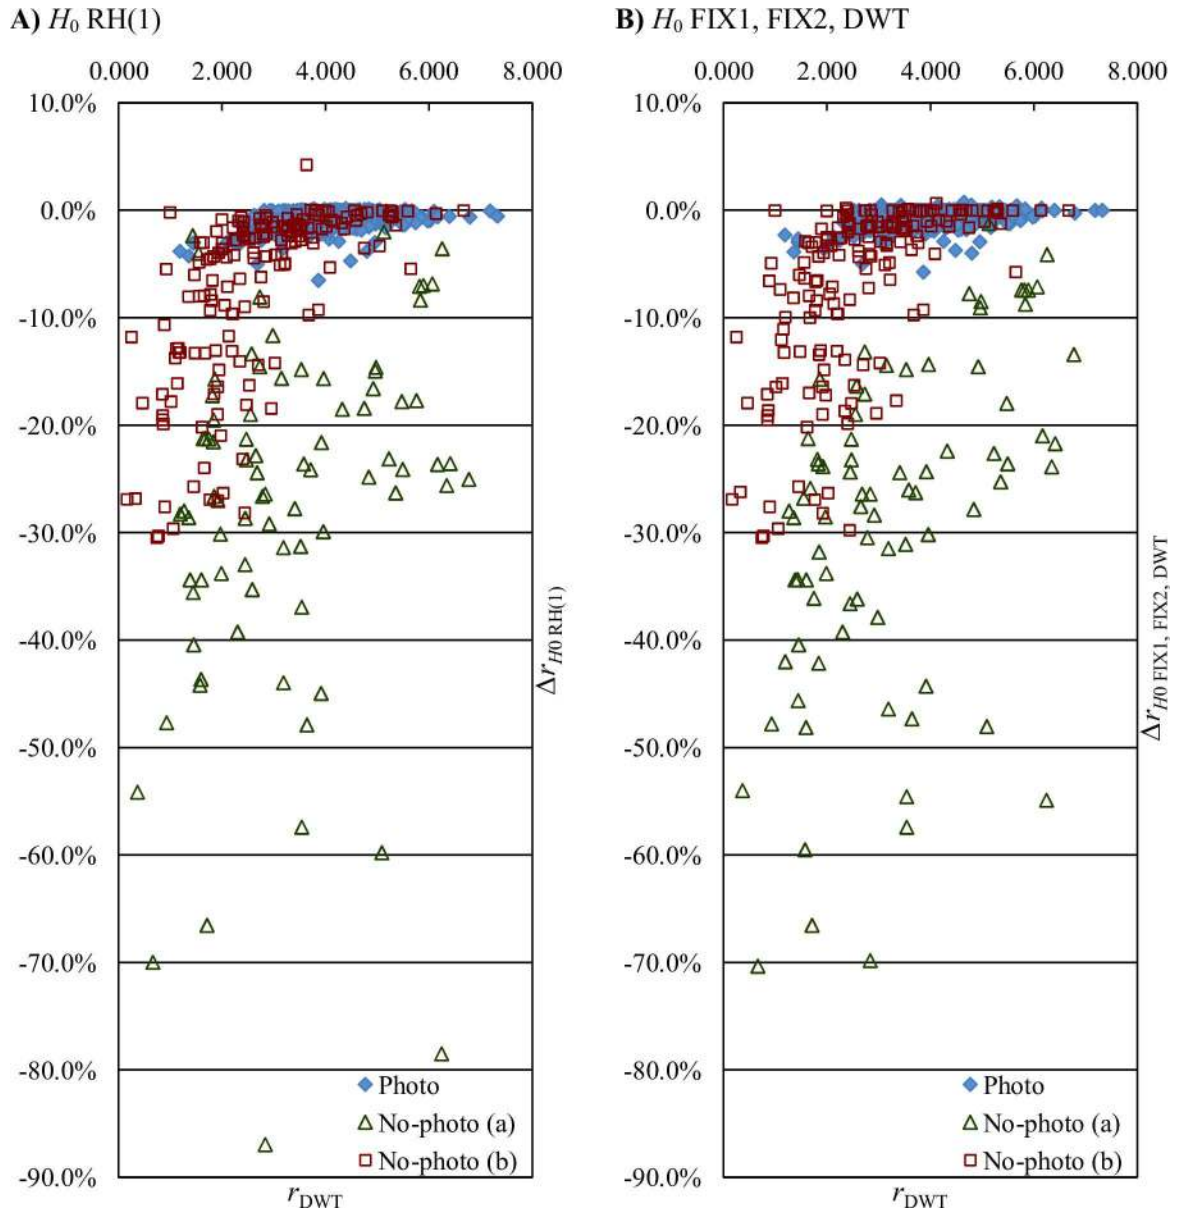 A) H0 RH(1)
0.000 2.000 4.000 6.000 8.000
10.0%
0.0%
-10.0%
-20.0%
-30.0%
-40.0%
-50.0%
-60.0%
-70.0%
-80.0%
-90.0%
Photo
No-photo (a)
No-photo (b)
rDWT
ΔrH0 RH(1)
B) H0 FIX1, FIX2, DWT
0.000 2.000 4.000 6.000 8.000
10.0%
0.0%
-10.0%
-20.0%
-30.0%
-40.0%
-50.0%
-60.0%
-70.0%
-80.0%
-90.0%
Photo
No-photo (a)
No-photo (b)
rDWT
ΔrH0 FIX1, FIX2, DWT